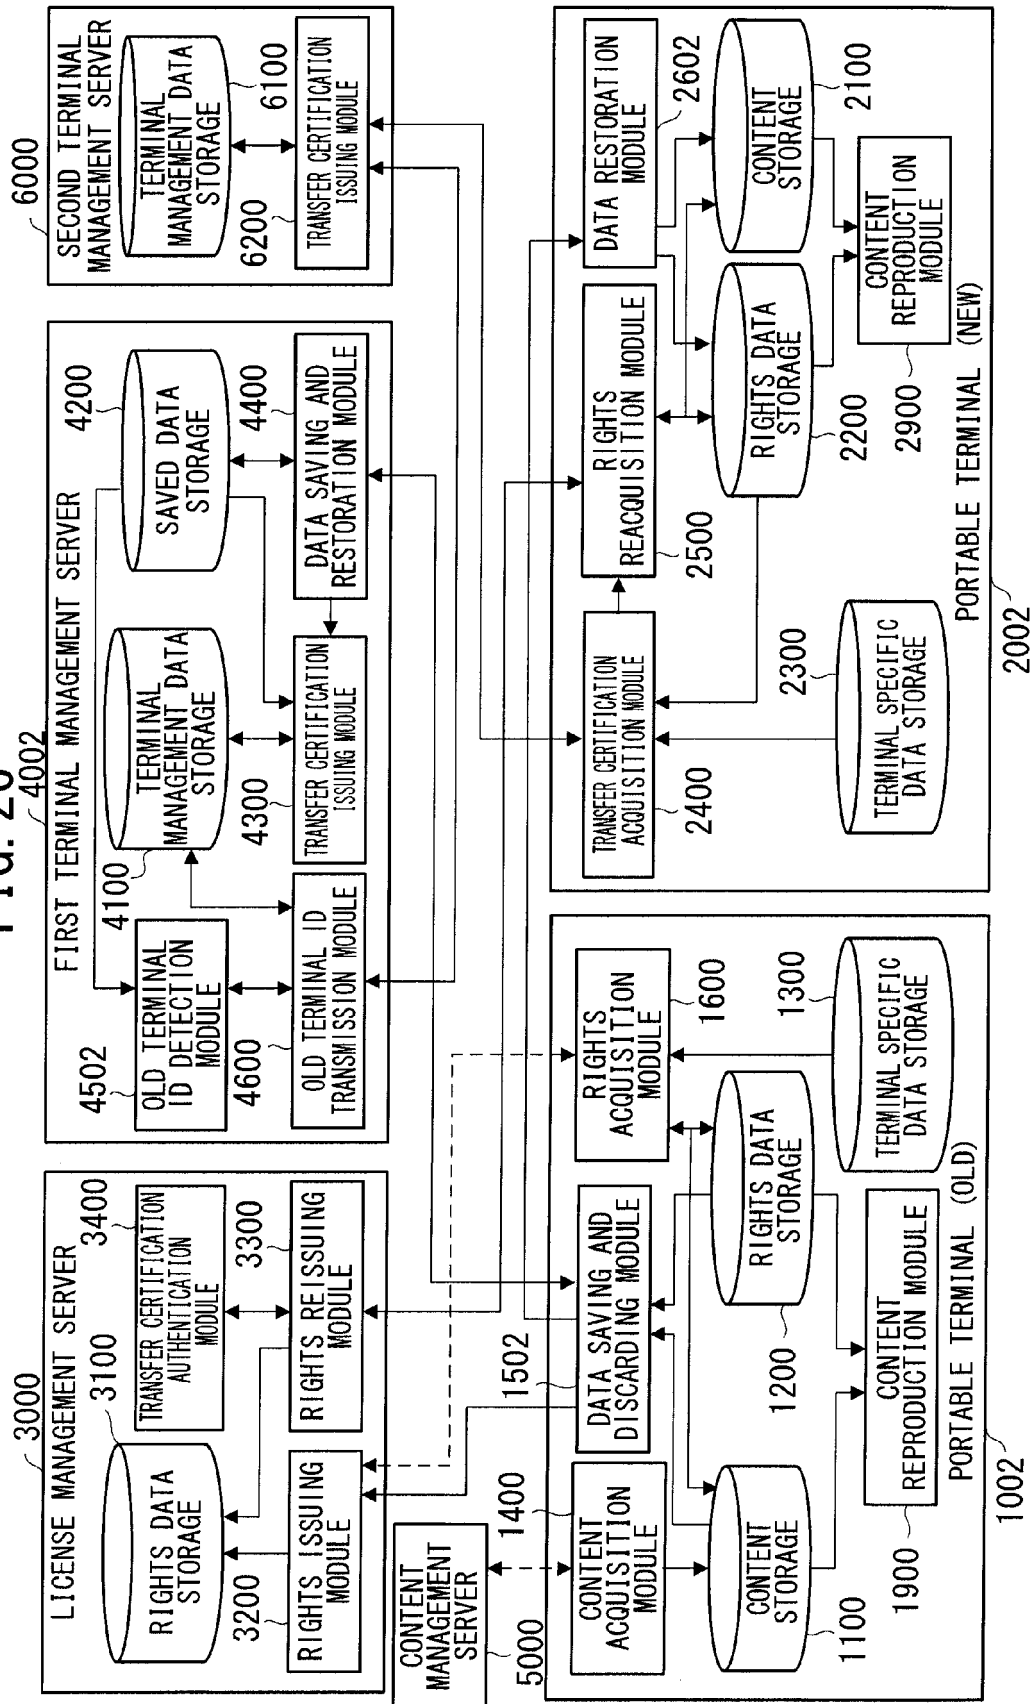 FIG. 20
3000
LICENSE MANAGEMENT SERVER
3100
RIGHTS DATA
STORAGE
3400
TRANSFER CERTIFICATION
AUTHENTICATION
MODULE
3200
RIGHTS ISSUING
MODULE
3300
RIGHTS REISSUING
MODULE
4002
FIRST TERMINAL MANAGEMENT SERVER
4502
OLD TERMINAL
ID DETECTION
MODULE
4100
TERMINAL
MANAGEMENT DATA
STORAGE
4200
SAVED DATA
STORAGE
4600
OLD TERMINAL ID
TRANSMISSION MODULE
4300
TRANSFER CERTIFICATION
ISSUING MODULE
4400
DATA SAVING AND
RESTORATION MODULE
6000
SECOND TERMINAL
MANAGEMENT SERVER
TERMINAL
MANAGEMENT DATA
STORAGE
6100
6200
TRANSFER CERTIFICATION
ISSUING MODULE
CONTENT
MANAGEMENT
SERVER
5000
1400
CONTENT
ACQUISITION
MODULE
1502
DATA SAVING AND
DISCARDING MODULE
RIGHTS
ACQUISITION
MODULE
1600
CONTENT
STORAGE
1100
RIGHTS DATA
STORAGE
1200
1300
TERMINAL SPECIFIC
DATA STORAGE
CONTENT
REPRODUCTION MODULE
1900
PORTABLE TERMINAL (OLD)
1002
TRANSFER CERTIFICATION
ACQUISITION MODULE
2400
RIGHTS
REACQUISITION MODULE
2500
DATA RESTORATION
MODULE
2602
2300
TERMINAL SPECIFIC
DATA STORAGE
RIGHTS DATA
STORAGE
2200
CONTENT
STORAGE
2100
CONTENT
REPRODUCTION
MODULE
2900
PORTABLE TERMINAL (NEW)
2002